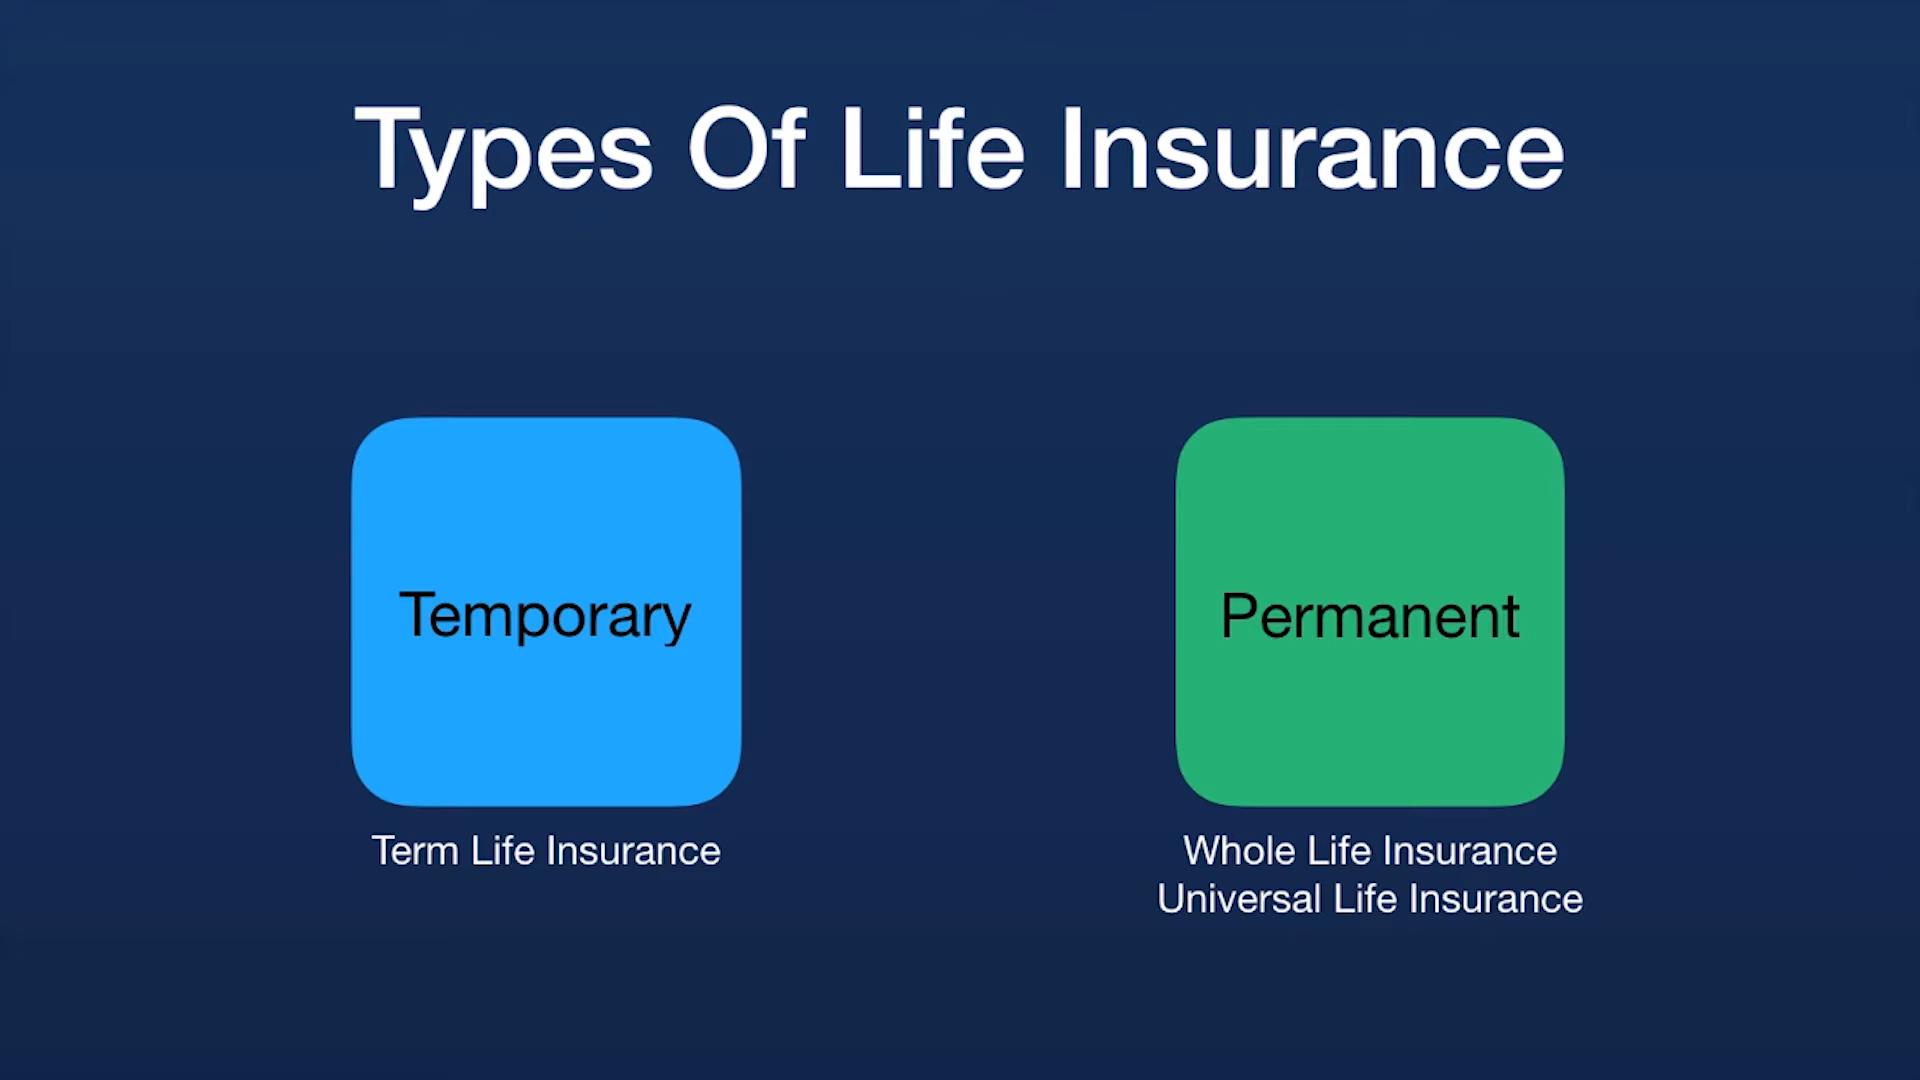 Types Of Life Insurance
Temporary
Permanent
Term Life Insurance
Whole Life Insurance
Universal Life Insurance